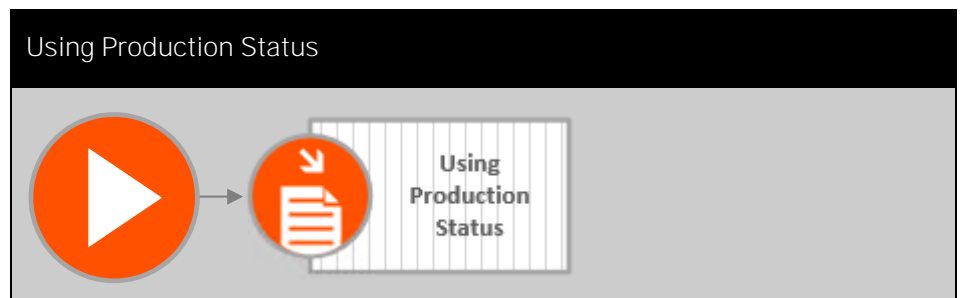 Using Production Status
Using
Production
Status